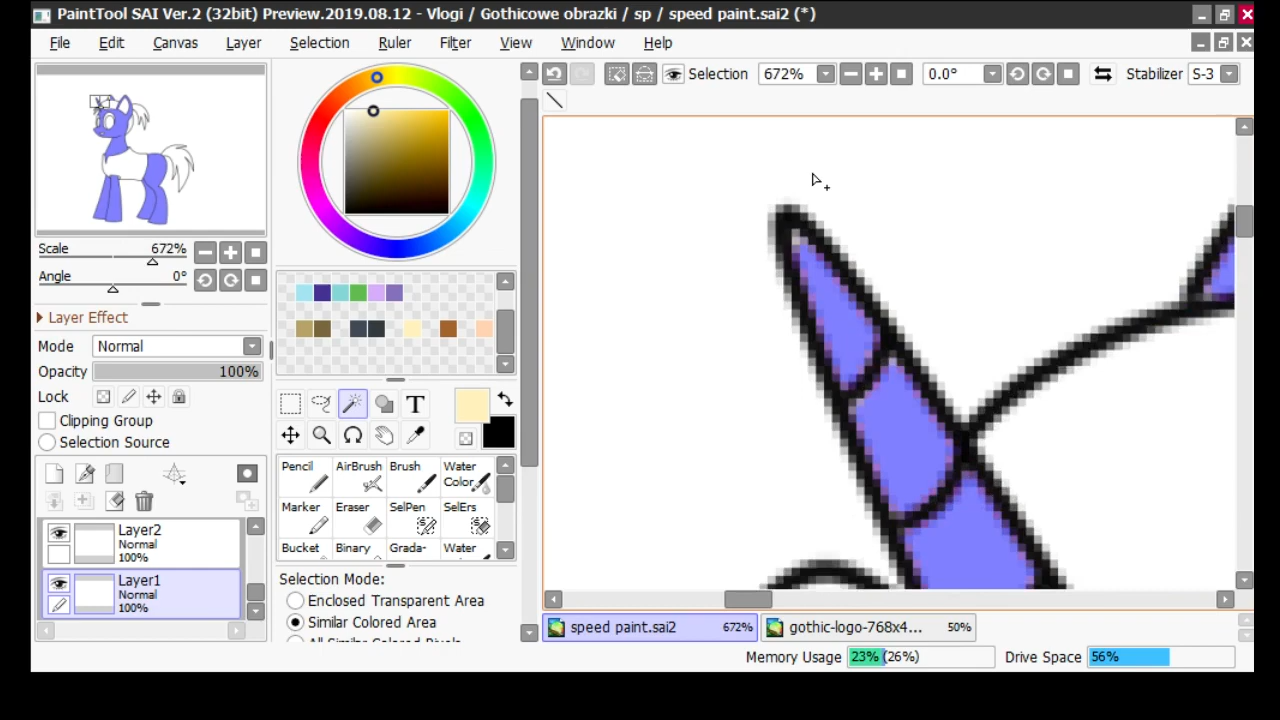 PaintTool SAI Ver.2 (32bit) Preview.2019.08.12 - Vlogi / Gothicowe obrazki / sp / speed paint.sai2 (*)
File Edit Canvas Layer Selection Ruler Filter View Window Help
Selection 672% 0.0° Stabilizer S-3
Scale 672%
Angle 0°
Layer Effect
Mode Normal
Opacity 100%
Lock
Clipping Group
Selection Source
Layer2
Normal
100%
Layer1
Normal
100%
T
Pencil AirBrush Brush Water Color
Marker Eraser SelPen SelErs
Bucket Binary Grada- Water
Selection Mode:
Enclosed Transparent Area
Similar Colored Area
All Similar Colored Pixels
speed paint.sai2 672% gothic-logo-768x4... 50%
Memory Usage 23% (26%) Drive Space 56%